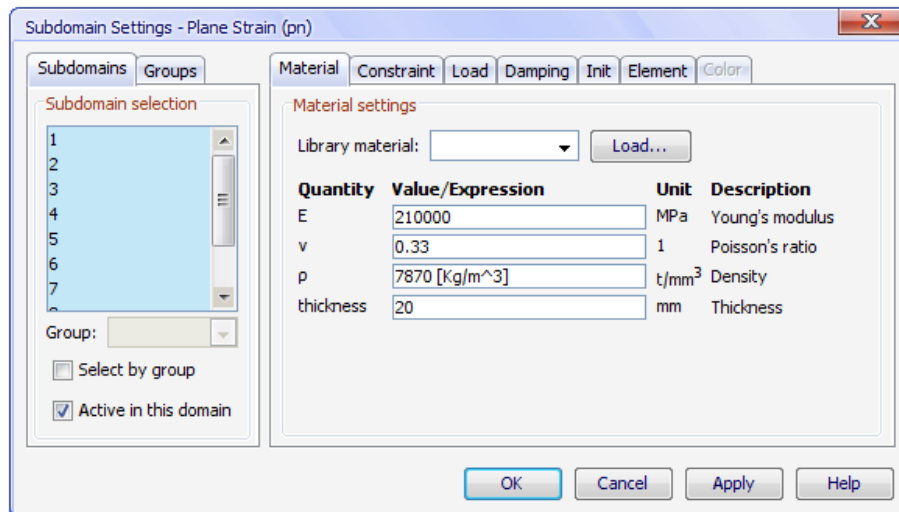 Subdomain Settings - Plane Strain (pn)
X
Subdomains Groups
Subdomain selection
1
2
3
4
5
6
7
Group:
Select by group
Active in this domain
Material Constraint Load Damping Init Element Color
Material settings
Library material: Load...
Quantity Value/Expression Unit Description
E 210000 MPa Young's modulus
ν 0.33 1 Poisson's ratio
ρ 7870 [Kg/m^3] t/mm³ Density
thickness 20 mm Thickness
OK Cancel Apply Help